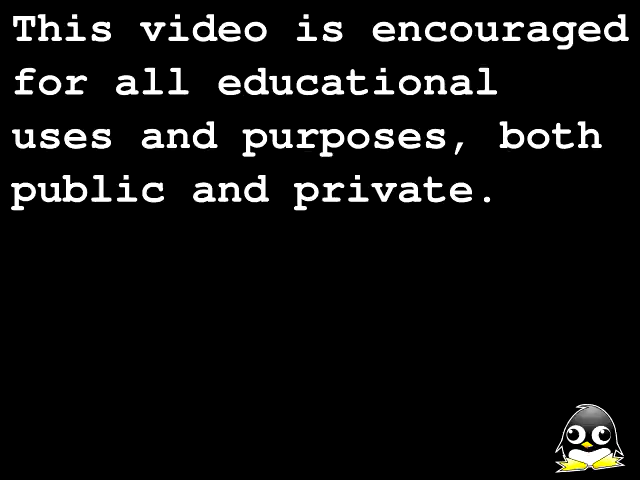 This video is encouraged
for all educational
uses and purposes, both
public and private.